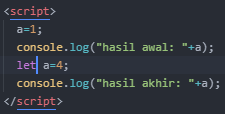 <script>
a=1;
console.log("hasil awal: "+a);
let a=4;
console.log("hasil akhir: "+a);
</script>